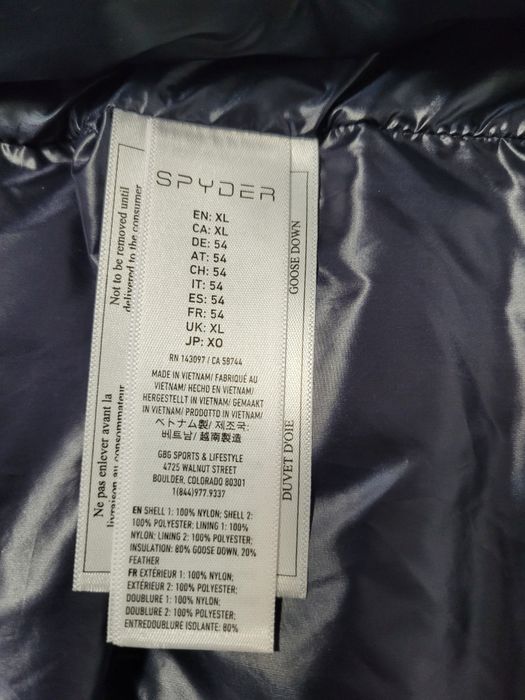 SPYDER
EN: XL
CA: XL
DE: 54
AT: 54
CH: 54
IT: 54
ES: 54
FR: 54
UK: XL
JP: XO
RN 143097 / CA 58744
MADE IN VIETNAM/ FABRIQUÉ AU
VIETNAM/ HECHO EN VIETNAM/
HERGESTELLT IN VIETNAM/ GEMAAKT
IN VIETNAM/ PRODOTTO IN VIETNAM/
ベトナム製/ 제조국:
베트남/ 越南製造
GBG SPORTS & LIFESTYLE
4725 WALNUT STREET
BOULDER, COLORADO 80301
1(844)977.9337
EN SHELL 1: 100% NYLON; SHELL 2:
100% POLYESTER; LINING 1: 100%
NYLON; LINING 2: 100% POLYESTER;
INSULATION: 80% GOOSE DOWN, 20%
FEATHER
FR EXTÉRIEUR 1: 100% NYLON;
EXTÉRIEUR 2: 100% POLYESTER;
DOUBLURE 1: 100% NYLON;
DOUBLURE 2: 100% POLYESTER;
ENTREDOUBLURE ISOLANTE: 80%
Not to be removed until
delivered to the consumer
Ne pas enlever avant la
livraison au consommateur
GOOSE DOWN
DUVET D'OIE